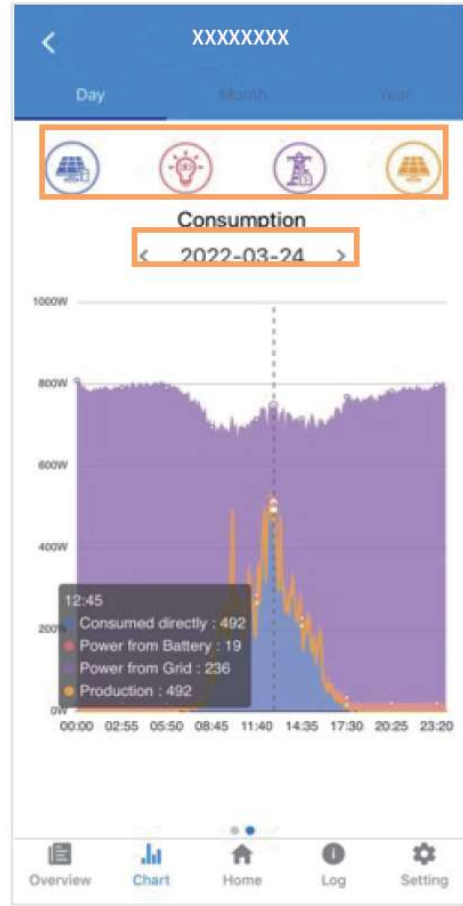 XXXXXXXX
Day Month Year
Consumption
< 2022-03-24 >
1000W
800W
600W
400W
200W
0W
12:45
Consumed directly : 492
Power from Battery : 19
Power from Grid : 236
Production : 492
00:00 02:55 05:50 08:45 11:40 14:35 17:30 20:25 23:20
Overview Chart Home Log Setting